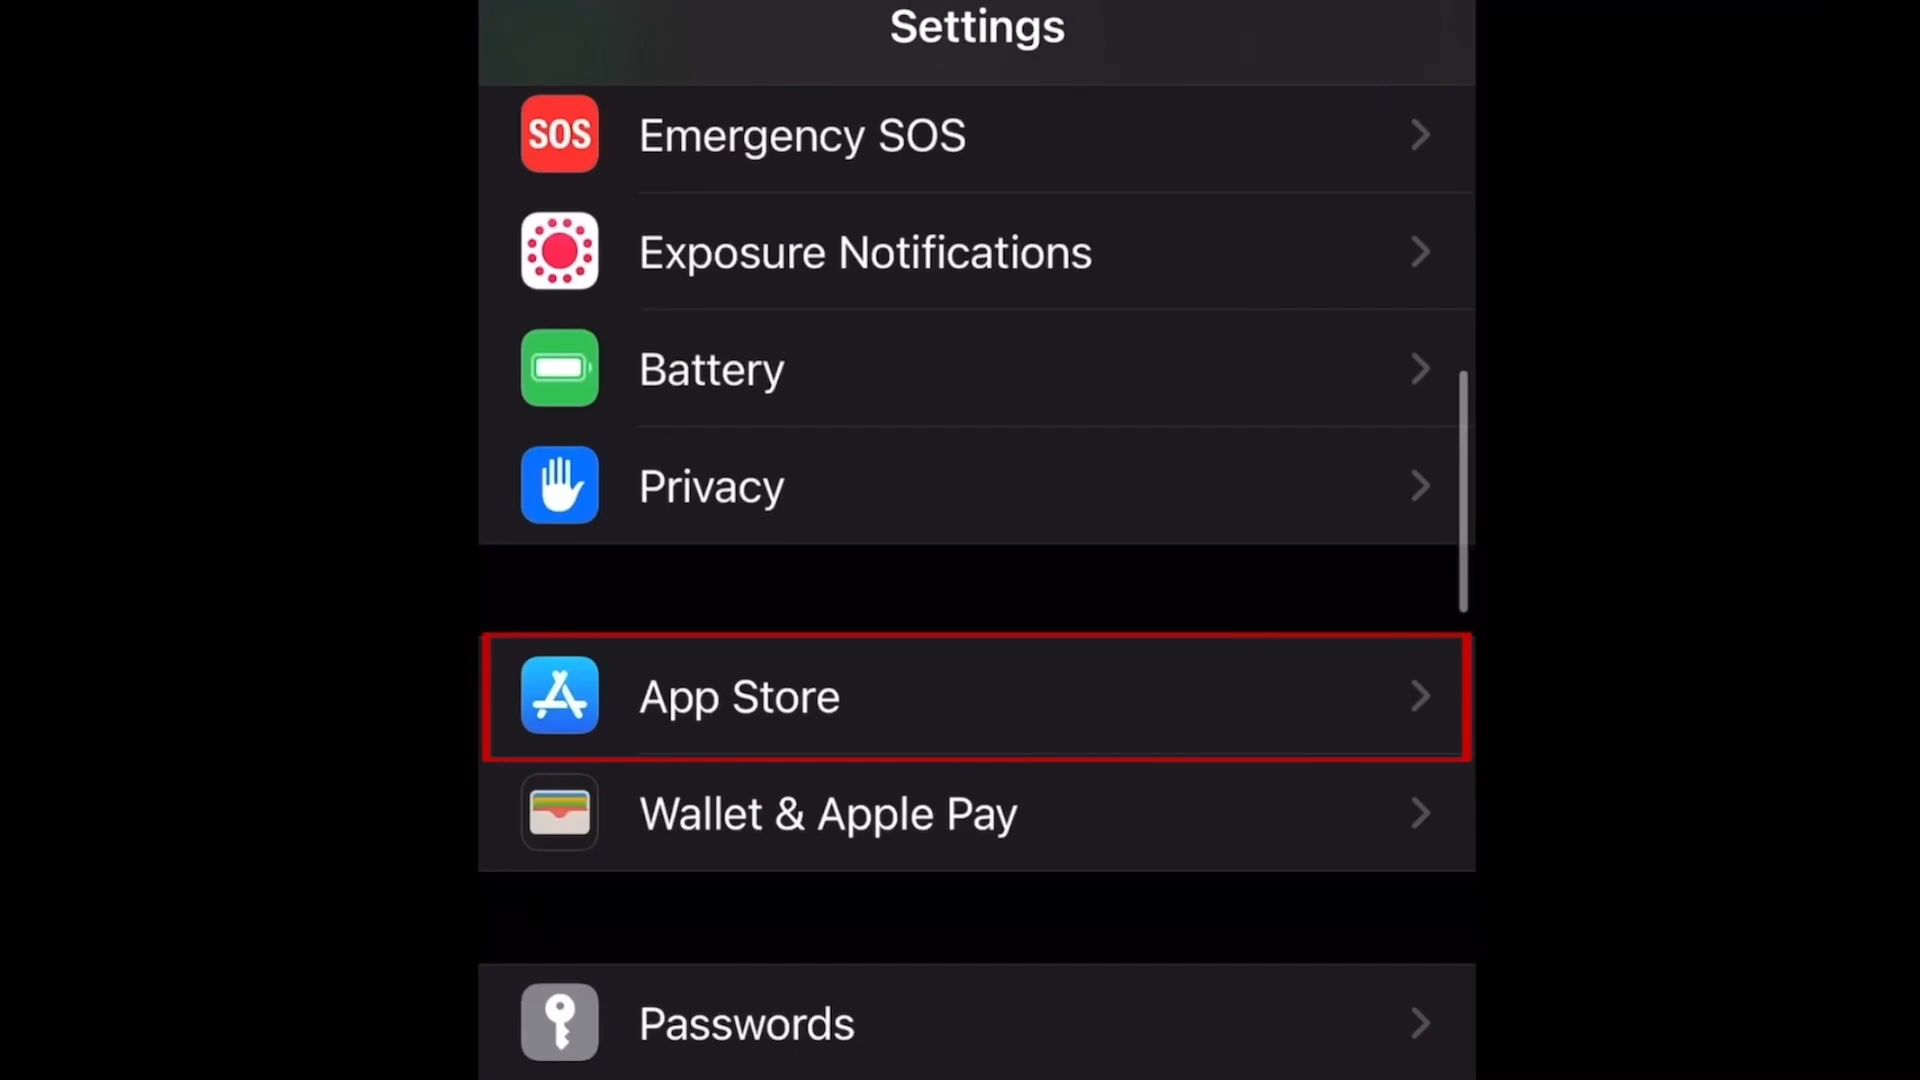 Settings
SOS Emergency SOS
Exposure Notifications
Battery
Privacy
App Store
Wallet & Apple Pay
Passwords